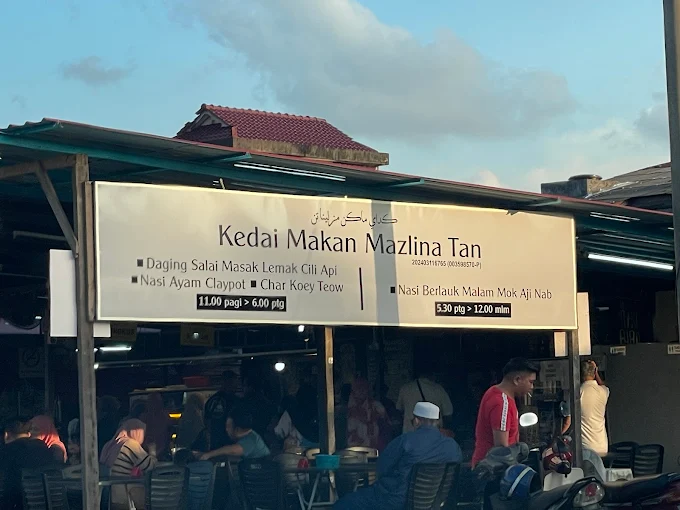 كداي ماكن مزلينا تن
Kedai Makan Mazlina Tan
202403116765 (003598570-P)
▪ Daging Salai Masak Lemak Cili Api
▪ Nasi Ayam Claypot ▪ Char Koey Teow
11.00 pagi > 6.00 ptg
▪ Nasi Berlauk Malam Mok Aji Nab
5.30 ptg > 12.00 mlm